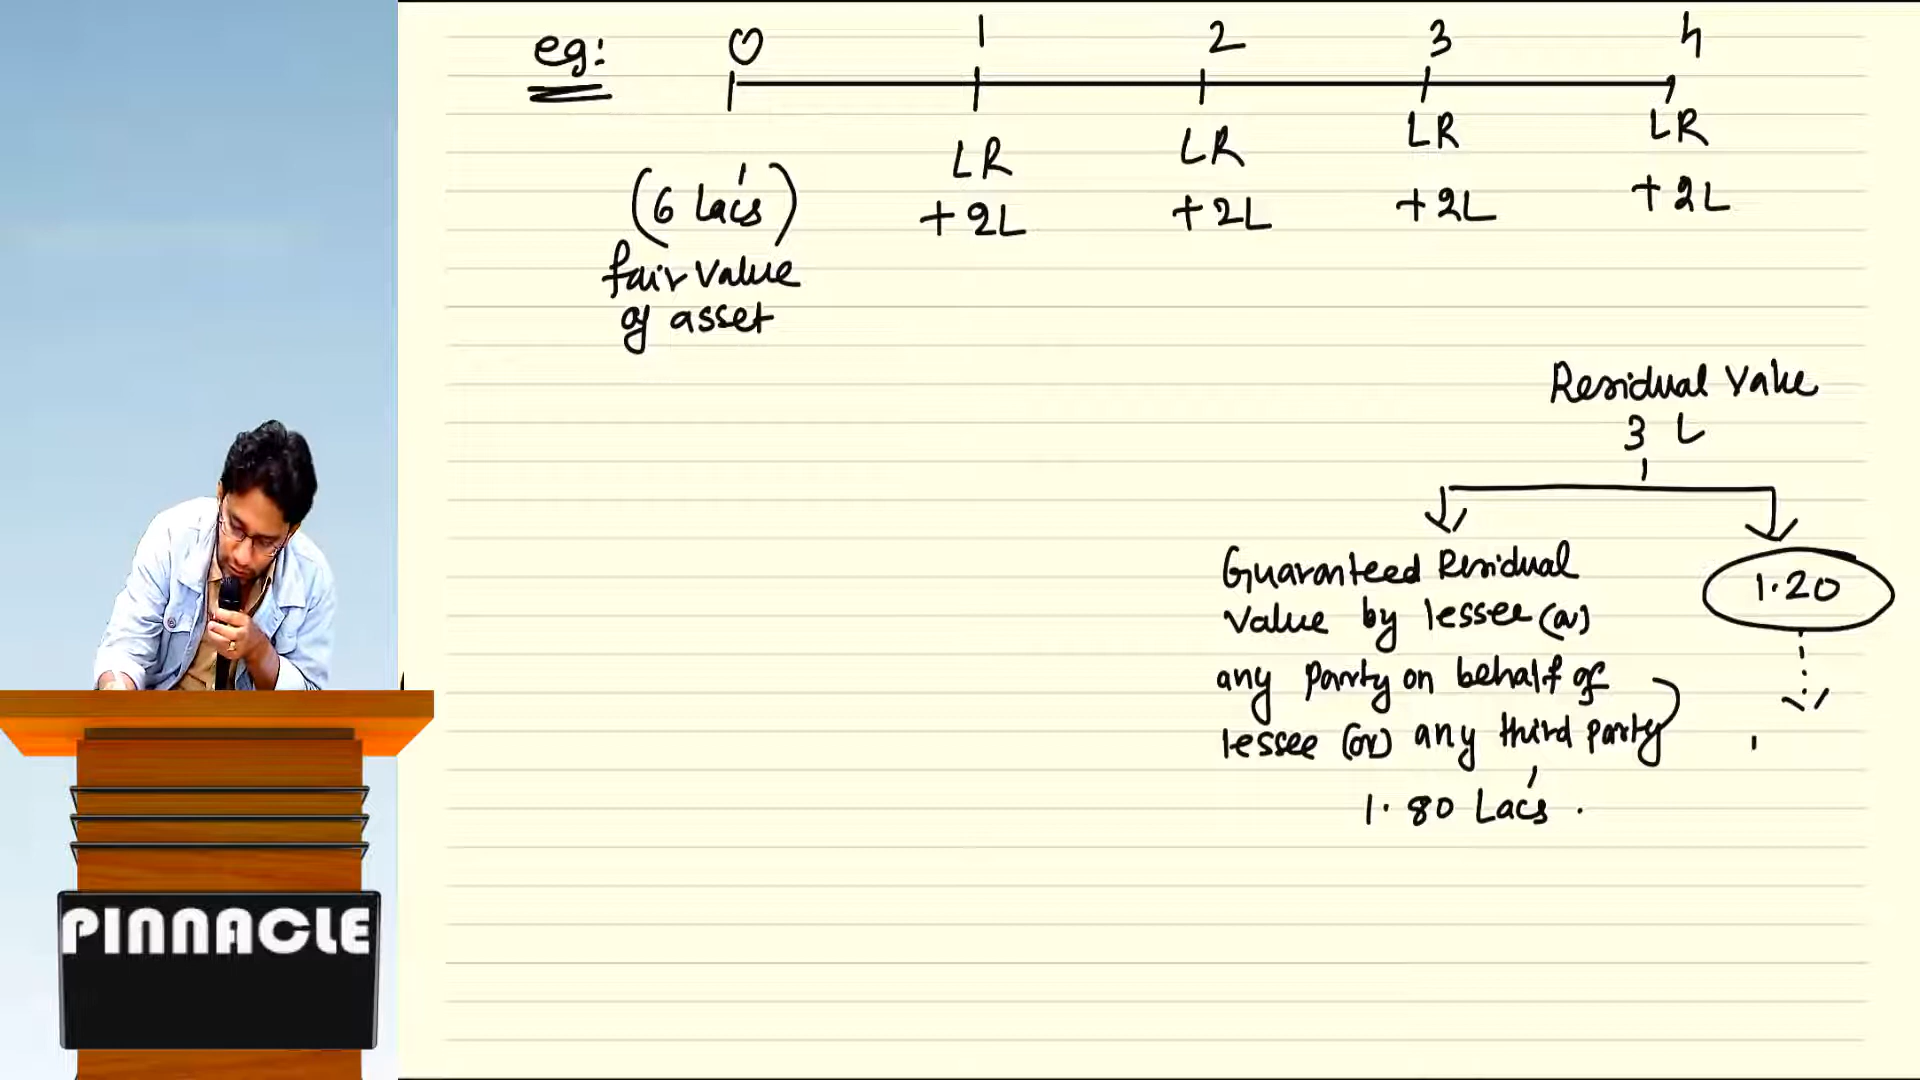 eg: 0 1 2 3 4
LR LR LR LR
(6 Lacs) +2L +2L +2L +2L
fair value
of asset
Residual Value
3 L
Guaranteed Residual 1.20
Value by lessee (or)
any Party on behalf of
lessee (or) any third party
1.80 Lacs.
PINNACLE